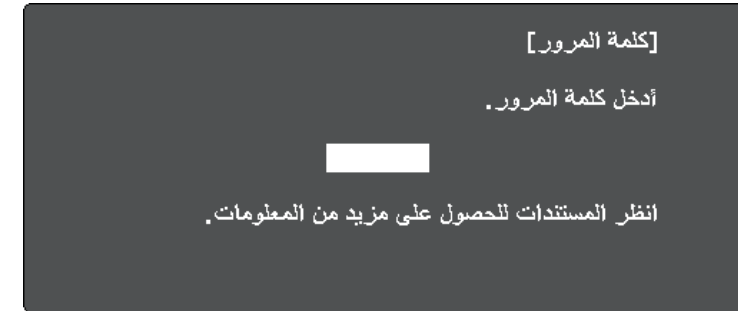 [كلمة المرور]
أدخل كلمة المرور.
انظر المستندات للحصول على مزيد من المعلومات.